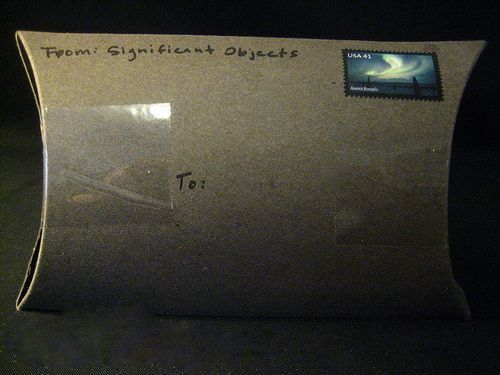 From: Significant Objects
USA 41
Aurora Borealis
To: